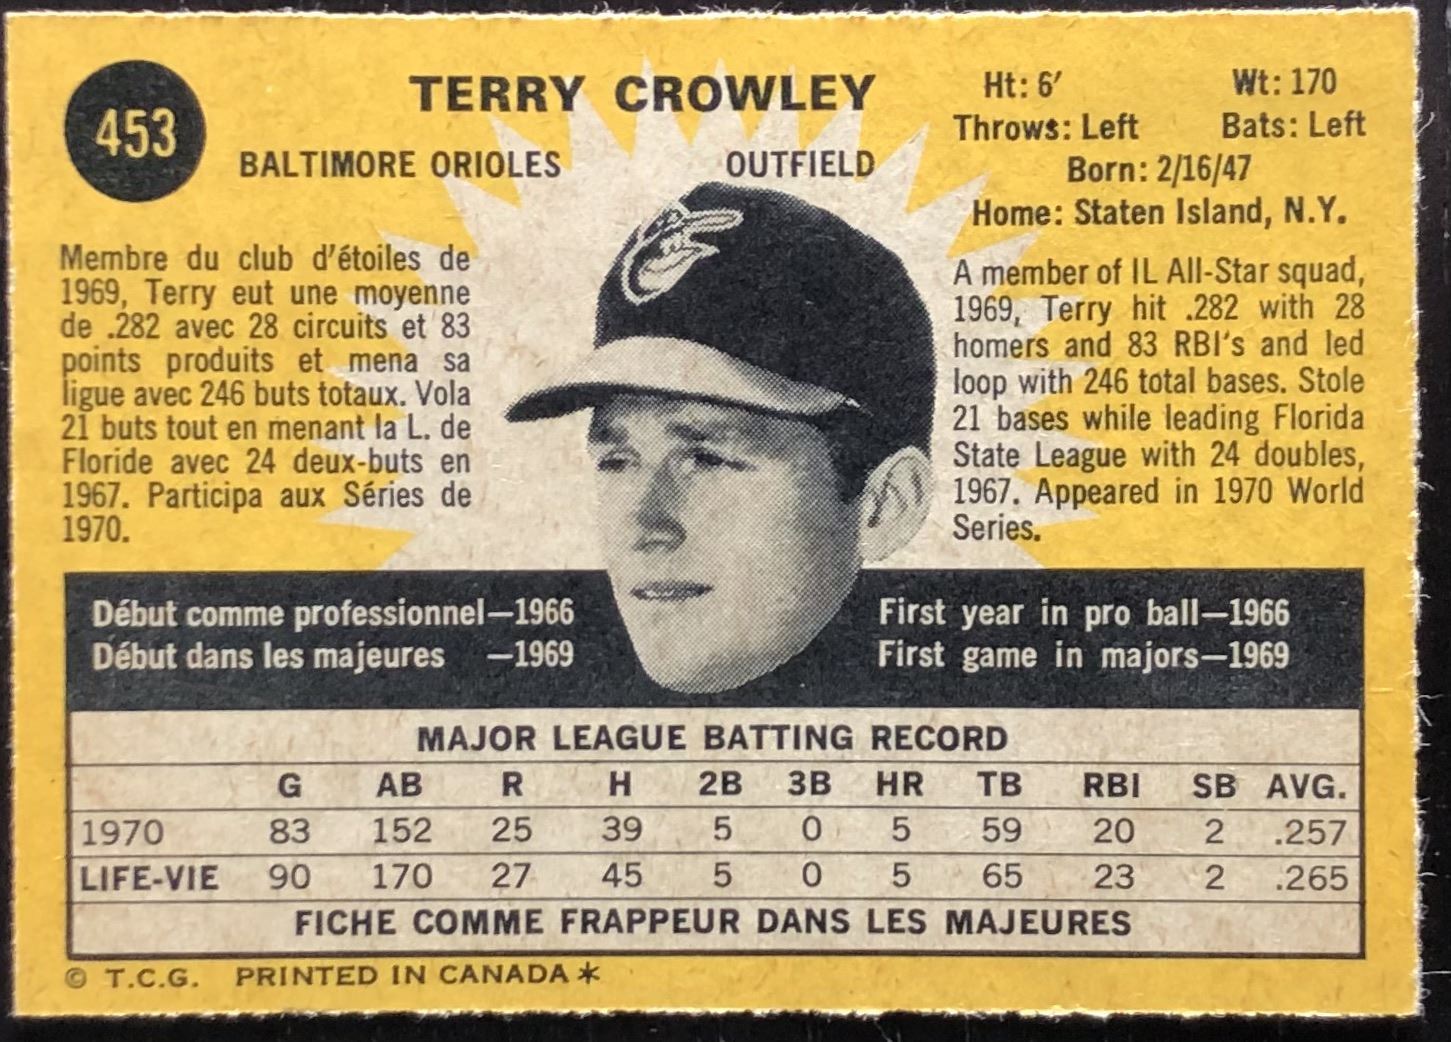 453
TERRY CROWLEY
BALTIMORE ORIOLES OUTFIELD
Ht: 6' Wt: 170
Throws: Left Bats: Left
Born: 2/16/47
Home: Staten Island, N.Y.
Membre du club d'étoiles de
1969, Terry eut une moyenne
de .282 avec 28 circuits et 83
points produits et mena sa
ligue avec 246 buts totaux. Vola
21 buts tout en menant la L. de
Floride avec 24 deux-buts en
1967. Participa aux Séries de
1970.
A member of IL All-Star squad,
1969, Terry hit .282 with 28
homers and 83 RBI's and led
loop with 246 total bases. Stole
21 bases while leading Florida
State League with 24 doubles,
1967. Appeared in 1970 World
Series.
Début comme professionnel—1966
Début dans les majeures —1969
First year in pro ball—1966
First game in majors—1969
MAJOR LEAGUE BATTING RECORD
G AB R H 2B 3B HR TB RBI SB AVG.
1970 83 152 25 39 5 0 5 59 20 2 .257
LIFE-VIE 90 170 27 45 5 0 5 65 23 2 .265
FICHE COMME FRAPPEUR DANS LES MAJEURES
© T.C.G. PRINTED IN CANADA *